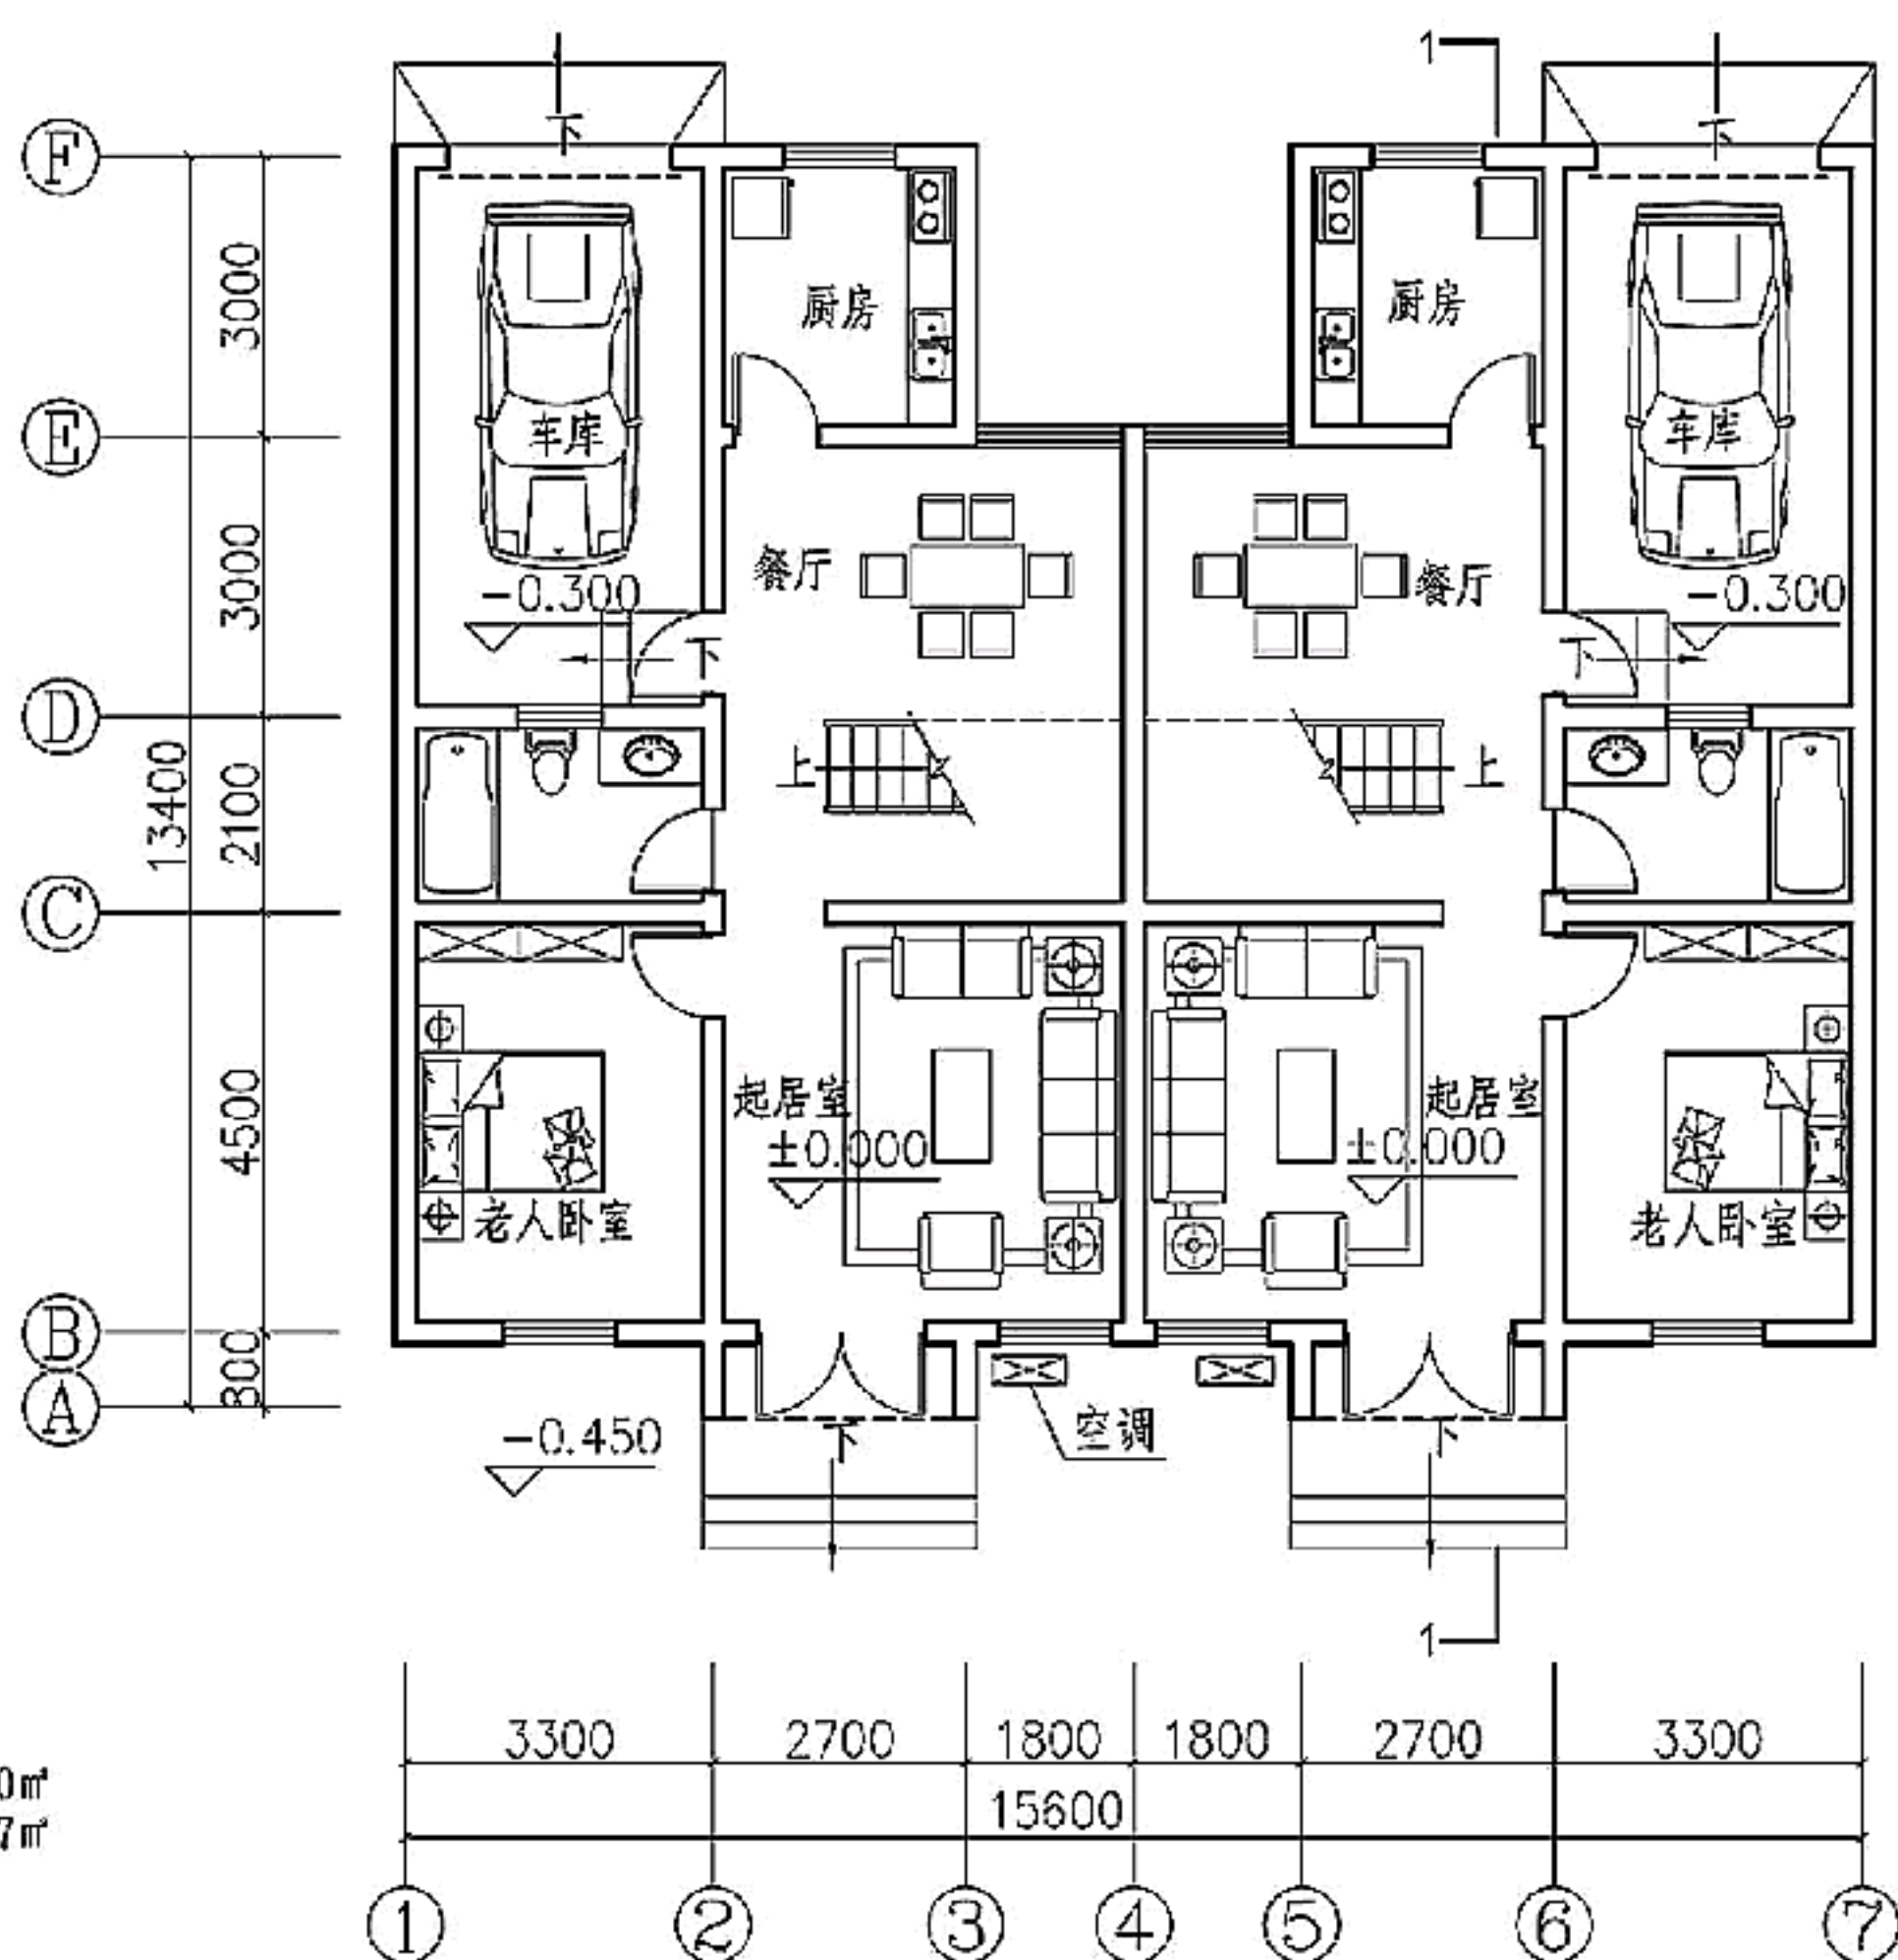 1
下 下
F
厨房 厨房
3000
E
车库 车库
餐厅 餐厅
3000
-0.300 -0.300
下 下
D
上 上
13400
2100
C
4500
起居室 起居室
±0.000 ±0.000
老人卧室 老人卧室
B
800
A
空调
-0.450
下 下
1
3300 2700 1800 1800 2700 3300
15600
0㎡
7㎡
1 2 3 4 5 6 7